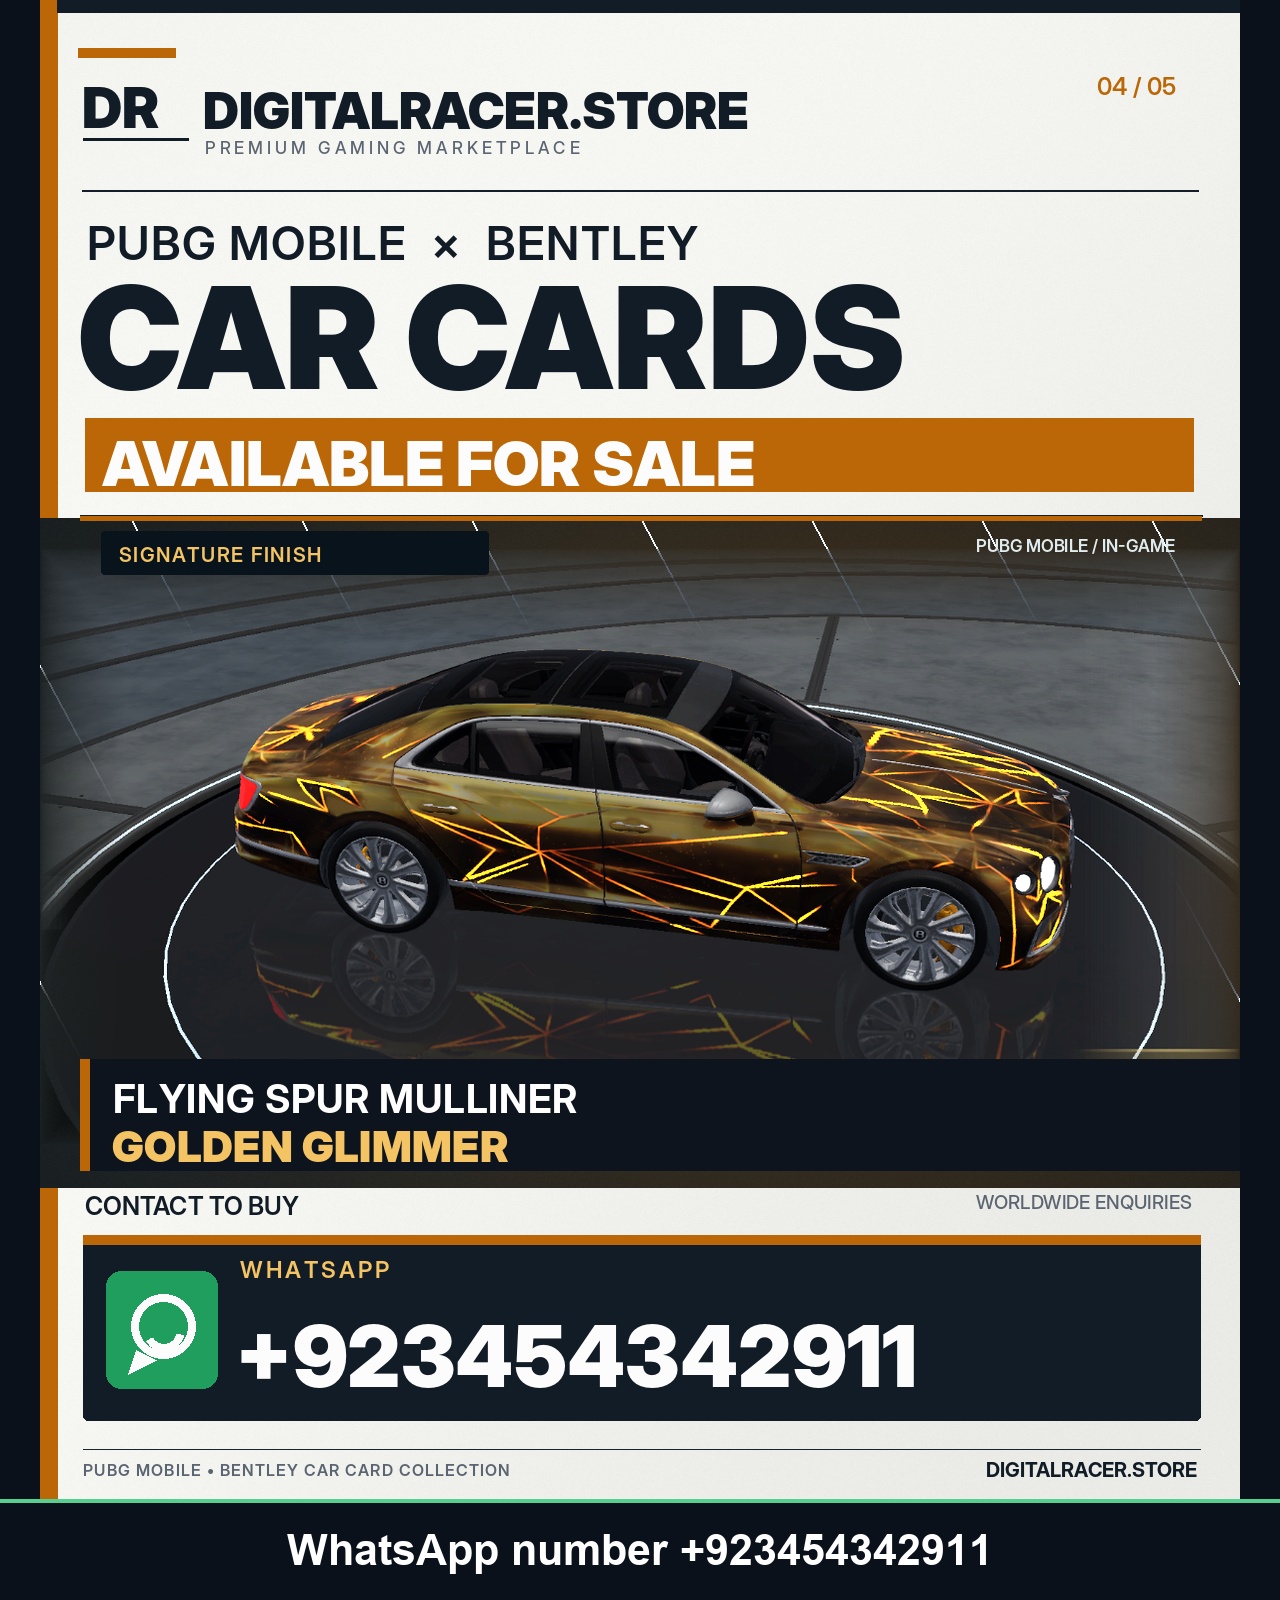 DR DIGITALRACER.STORE
PREMIUM GAMING MARKETPLACE
04 / 05
PUBG MOBILE × BENTLEY
CAR CARDS
AVAILABLE FOR SALE
SIGNATURE FINISH
PUBG MOBILE / IN-GAME
FLYING SPUR MULLINER
GOLDEN GLIMMER
CONTACT TO BUY
WORLDWIDE ENQUIRIES
WHATSAPP
+923454342911
PUBG MOBILE • BENTLEY CAR CARD COLLECTION
DIGITALRACER.STORE
WhatsApp number +923454342911